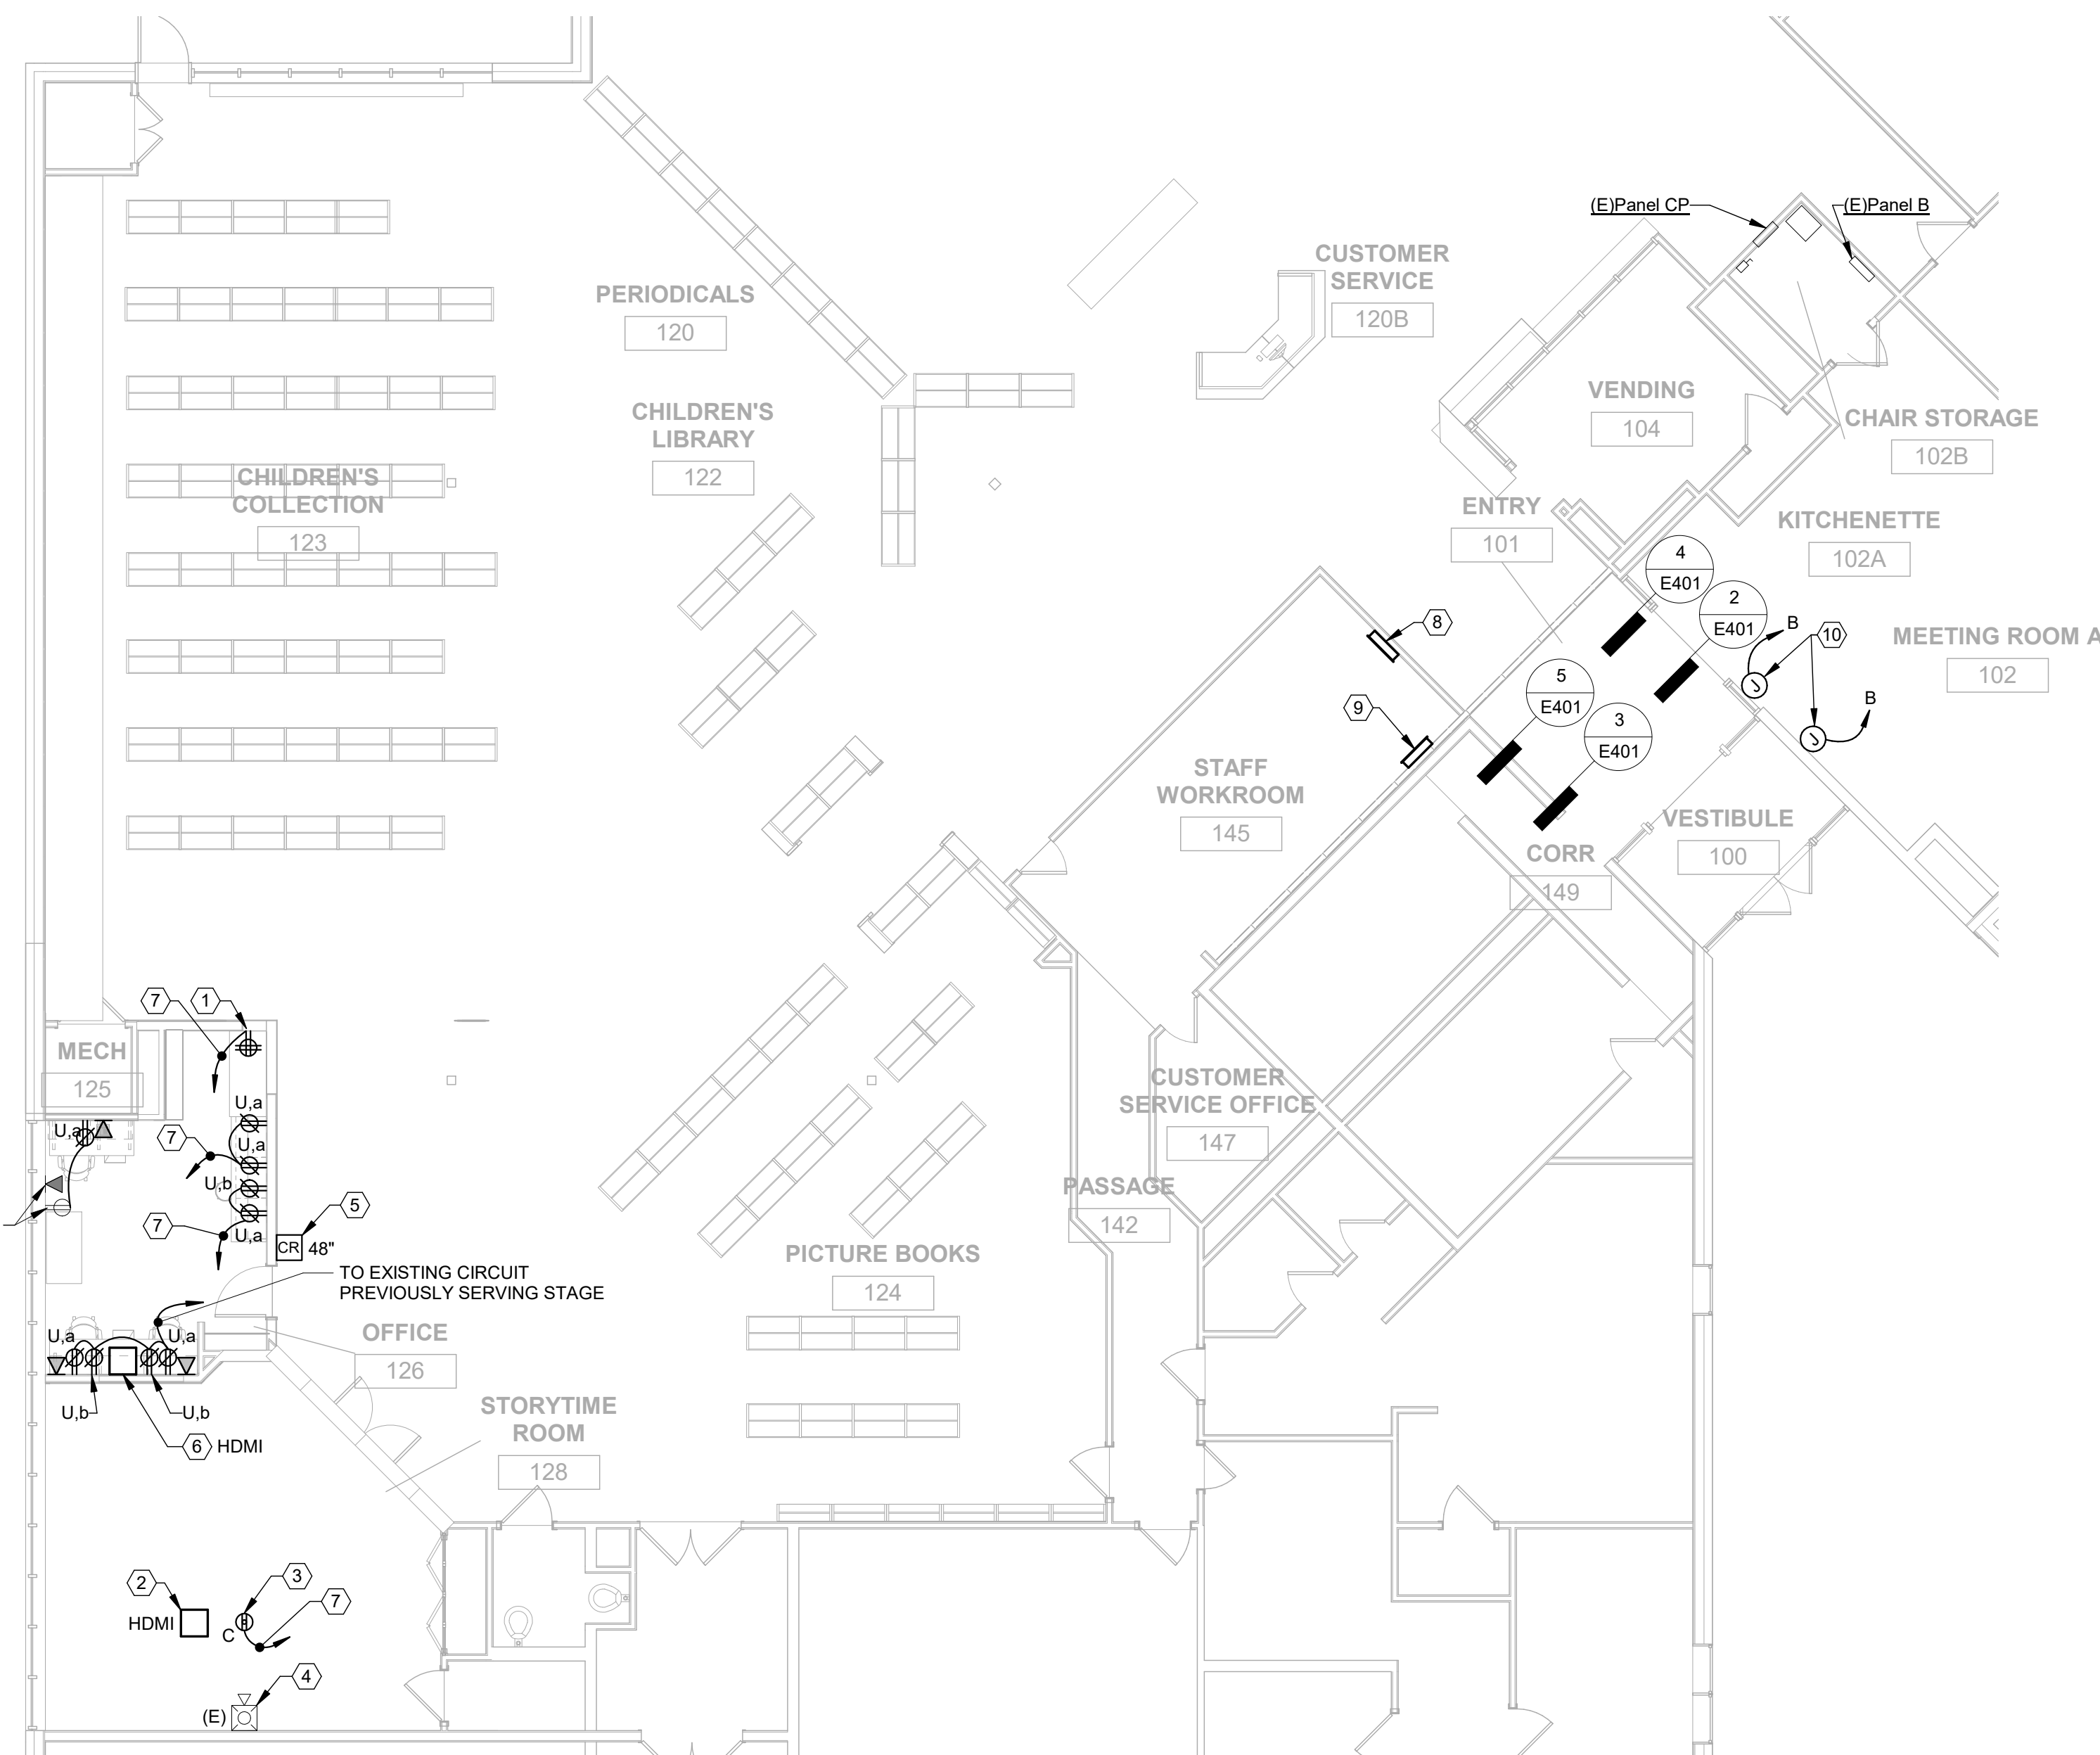 (E)Panel CP
(E)Panel B
CUSTOMER
SERVICE
120B
PERIODICALS
120
VENDING
104
CHILDREN'S
LIBRARY
122
CHAIR STORAGE
102B
CHILDREN'S
COLLECTION
123
ENTRY
101
KITCHENETTE
102A
4
E401
2
E401
8
B
10
MEETING ROOM A
102
J
5
E401
9
3
E401
B
J
STAFF
WORKROOM
145
VESTIBULE
100
CORR
149
7
1
MECH
125
CUSTOMER
SERVICE OFFICE
147
U,a
U,a
7
U,a
U,b
PASSAGE
142
7
U,a
5
CR
48"
PICTURE BOOKS
124
TO EXISTING CIRCUIT
PREVIOUSLY SERVING STAGE
U,a
U,a
OFFICE
126
U,b
U,b
STORYTIME
ROOM
128
6
HDMI
2
3
7
HDMI
C
4
(E)